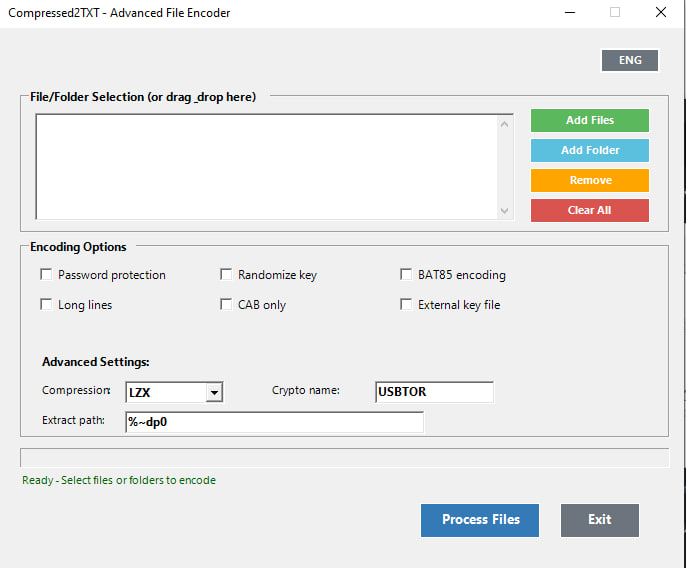 Compressed2TXT - Advanced File Encoder
ENG
File/Folder Selection (or drag _drop here)
Add Files
Add Folder
Remove
Clear All
Encoding Options
Password protection
Randomize key
BAT85 encoding
Long lines
CAB only
External key file
Advanced Settings:
Compression:
LZX
Crypto name:
USBTOR
Extract path:
%~dp0
Ready - Select files or folders to encode
Process Files
Exit